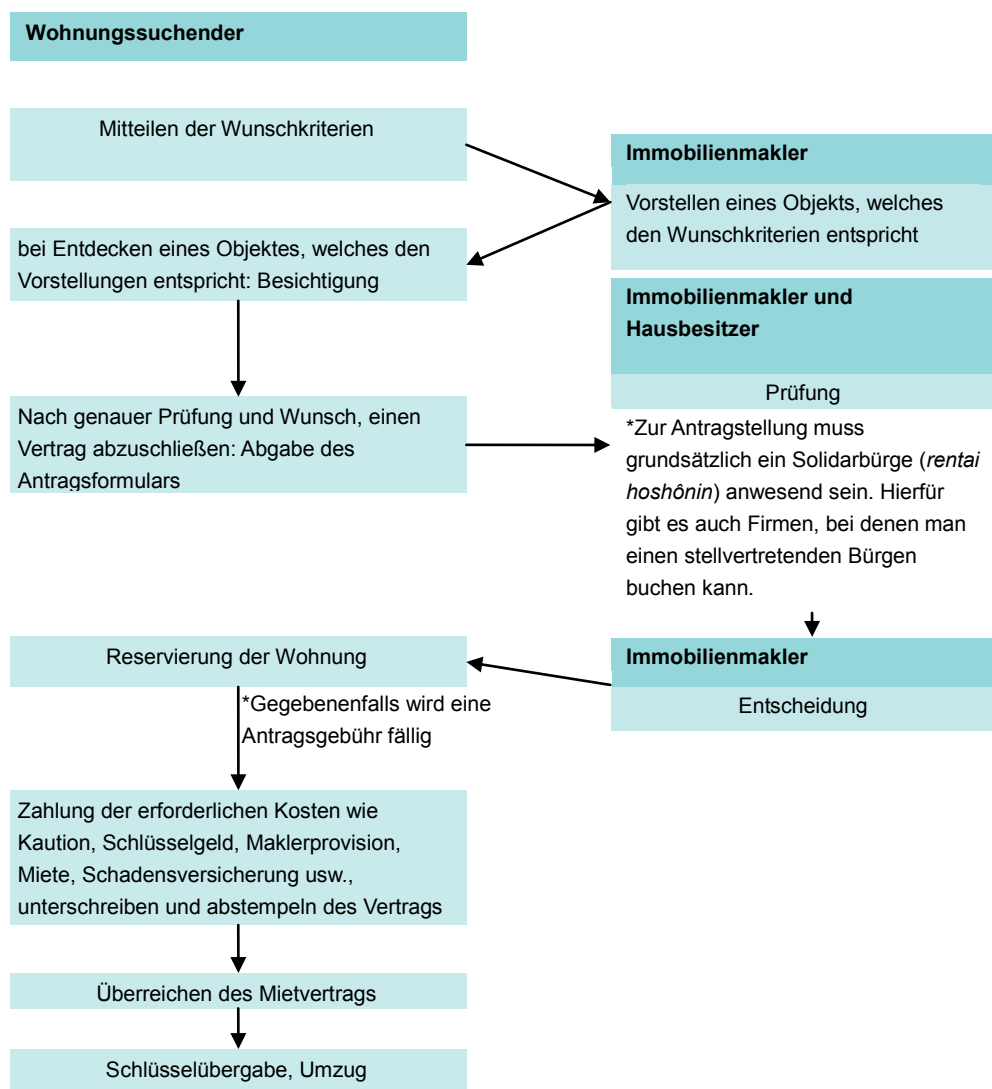 Wohnungssuchender
Mitteilen der Wunschkriterien
Immobilienmakler
Vorstellen eines Objekts, welches
den Wunschkriterien entspricht
bei Entdecken eines Objektes, welches den
Vorstellungen entspricht: Besichtigung
Immobilienmakler und
Hausbesitzer
Prüfung
Nach genauer Prüfung und Wunsch, einen
Vertrag abzuschließen: Abgabe des
Antragsformulars
*Zur Antragstellung muss
grundsätzlich ein Solidarbürge (rentai
hoshônin) anwesend sein. Hierfür
gibt es auch Firmen, bei denen man
einen stellvertretenden Bürgen
buchen kann.
Immobilienmakler
Entscheidung
Reservierung der Wohnung
*Gegebenenfalls wird eine
Antragsgebühr fällig
Zahlung der erforderlichen Kosten wie
Kaution, Schlüsselgeld, Maklerprovision,
Miete, Schadensversicherung usw.,
unterschreiben und abstempeln des Vertrags
Überreichen des Mietvertrags
Schlüsselübergabe, Umzug